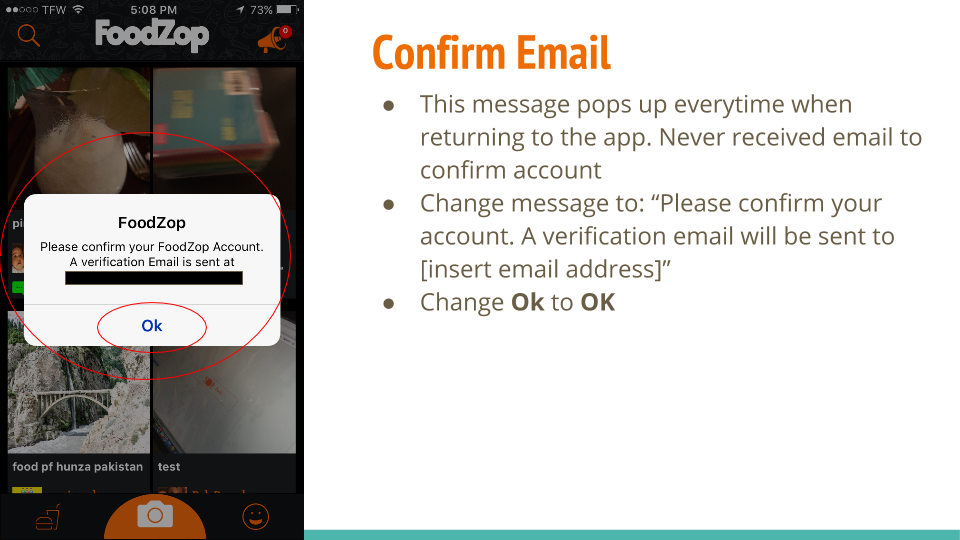 TFW 5:08 PM 73%
FoodZop
0
FoodZop
Please confirm your FoodZop Account.
A verification Email is sent at
Ok
food pf hunza pakistan
test
Confirm Email
● This message pops up everytime when
returning to the app. Never received email to
confirm account
● Change message to: “Please confirm your
account. A verification email will be sent to
[insert email address]”
● Change Ok to OK